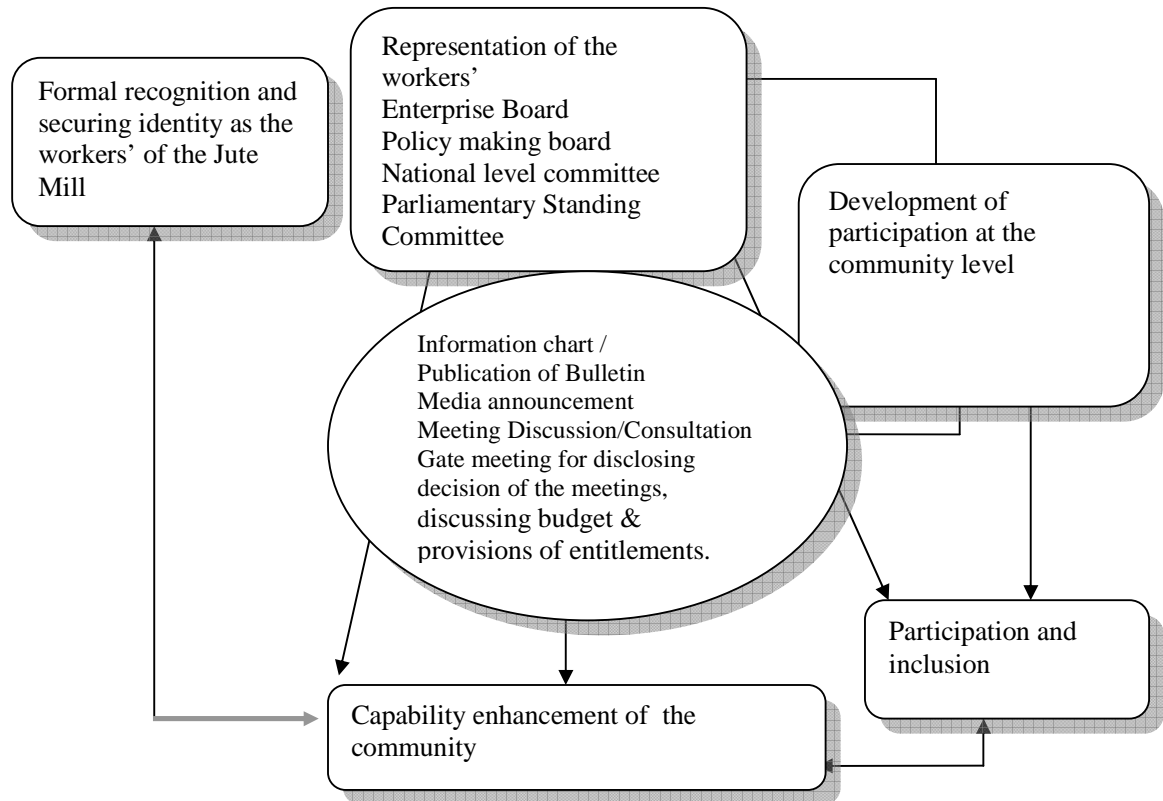 Formal recognition and
securing identity as the
workers’ of the Jute
Mill
Representation of the
workers’
Enterprise Board
Policy making board
National level committee
Parliamentary Standing
Committee
Development of
participation at the
community level
Information chart /
Publication of Bulletin
Media announcement
Meeting Discussion/Consultation
Gate meeting for disclosing
decision of the meetings,
discussing budget &
provisions of entitlements.
Participation and
inclusion
Capability enhancement of the
community